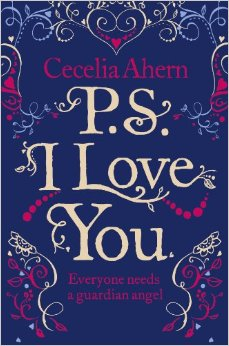 Cecelia Ahern
P.S.
I Love
You
Everyone needs
a guardian angel